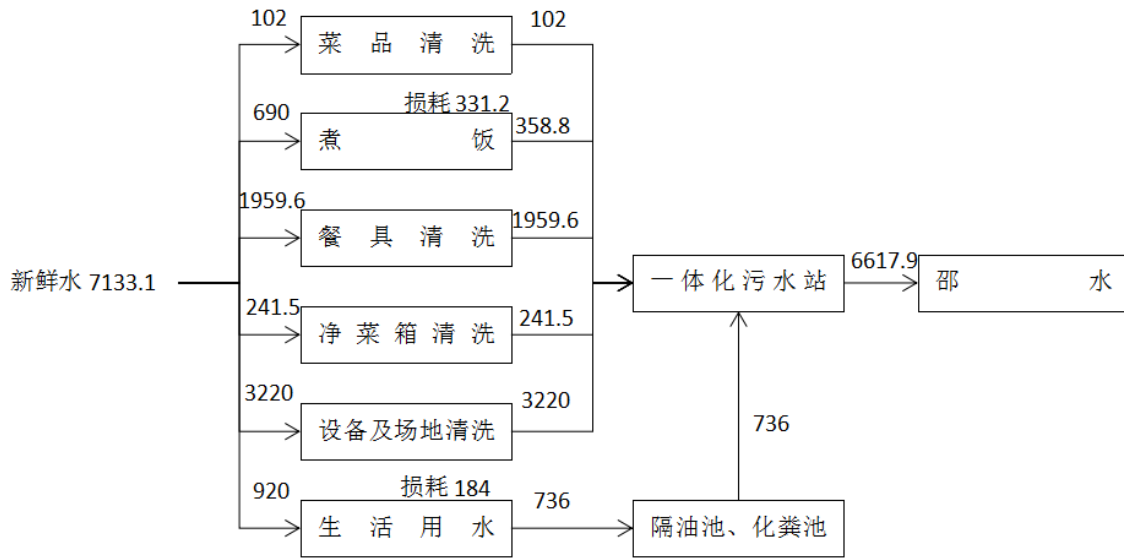 102
菜品清洗
102
损耗 331.2
690
煮饭
358.8
1959.6
餐具清洗
1959.6
新鲜水 7133.1
一体化污水站
6617.9
邵水
241.5
净菜箱清洗
241.5
3220
设备及场地清洗
3220
736
损耗 184
920
生活用水
736
隔油池、化粪池